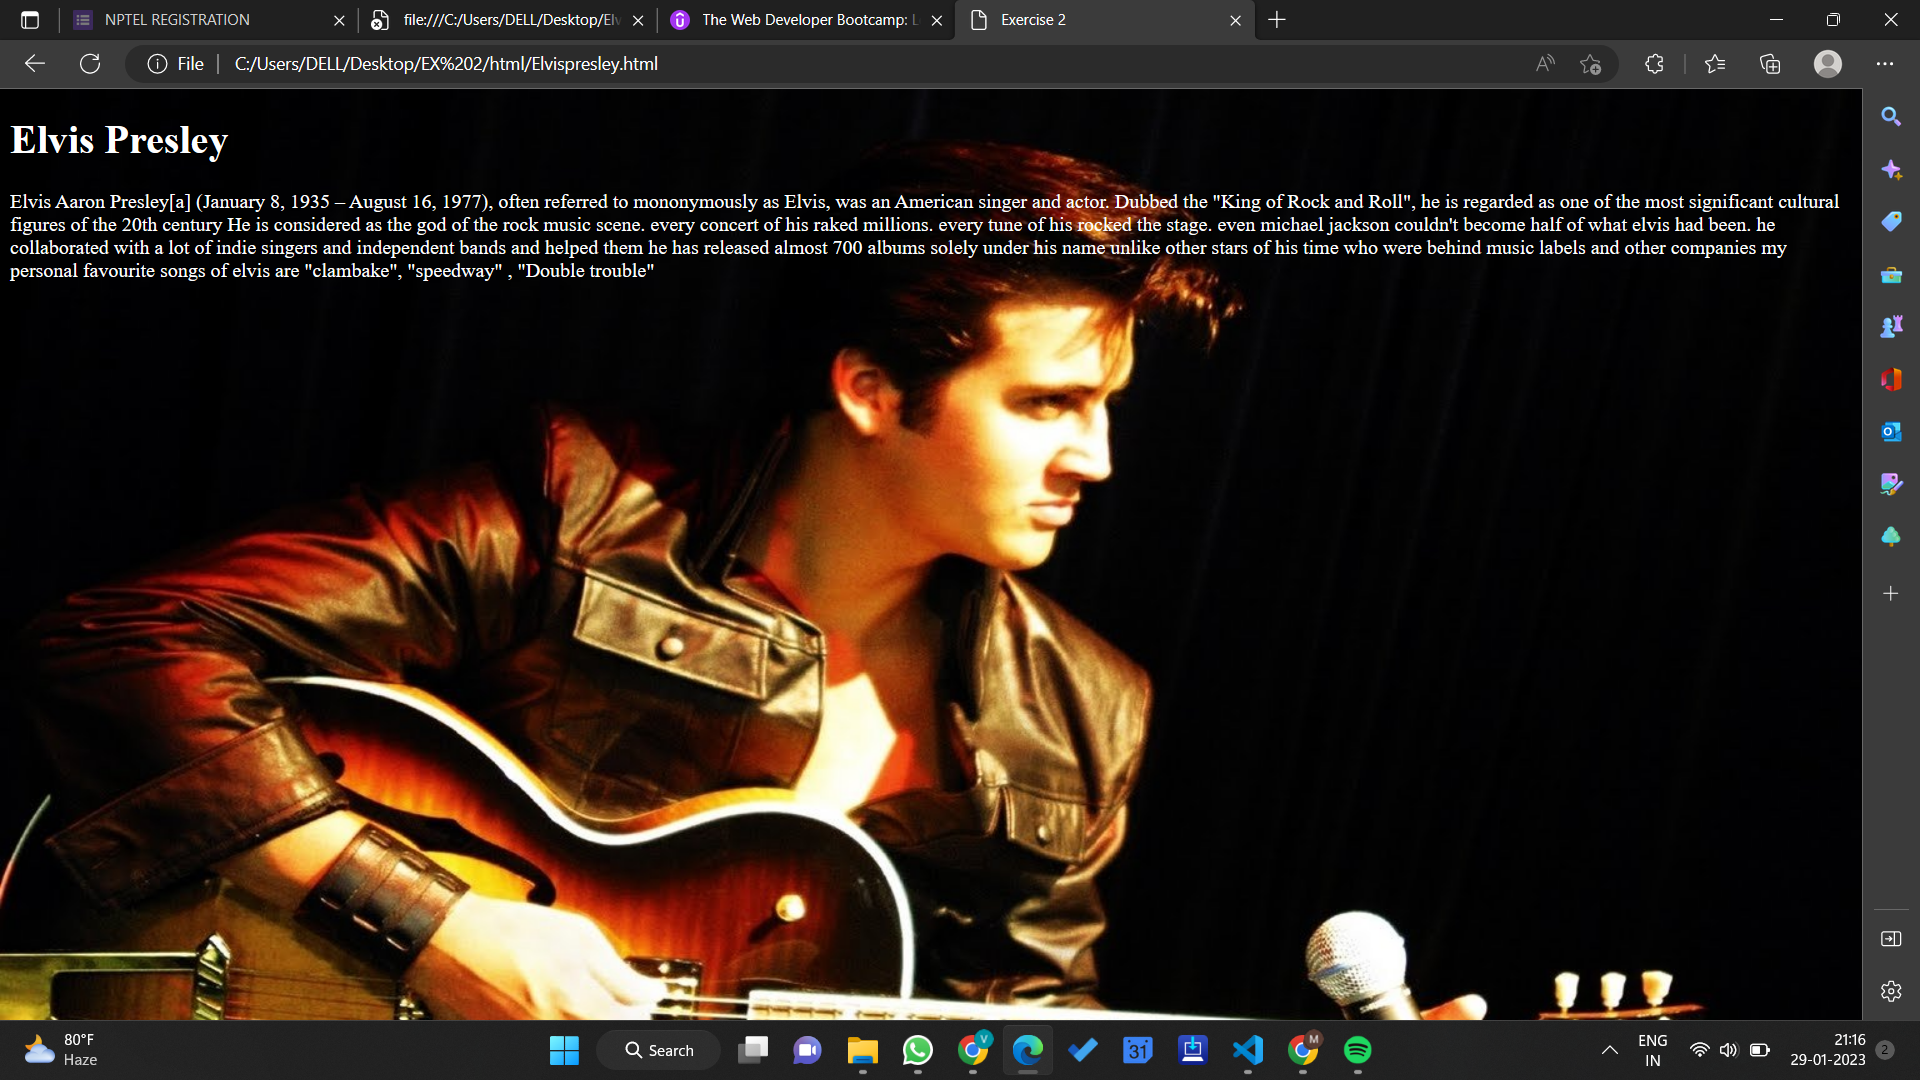 NPTEL REGISTRATION
file:///C:/Users/DELL/Desktop/Elv
The Web Developer Bootcamp: L
Exercise 2
File
C:/Users/DELL/Desktop/EX%202/html/Elvispresley.html
Elvis Presley
Elvis Aaron Presley[a] (January 8, 1935 – August 16, 1977), often referred to mononymously as Elvis, was an American singer and actor. Dubbed the "King of Rock and Roll", he is regarded as one of the most significant cultural
figures of the 20th century He is considered as the god of the rock music scene. every concert of his raked millions. every tune of his rocked the stage. even michael jackson couldn't become half of what elvis had been. he
collaborated with a lot of indie singers and independent bands and helped them he has released almost 700 albums solely under his name unlike other stars of his time who were behind music labels and other companies my
personal favourite songs of elvis are "clambake", "speedway" , "Double trouble"
80°F
Haze
Search
V
31
M
ENG
IN
21:16
29-01-2023
2